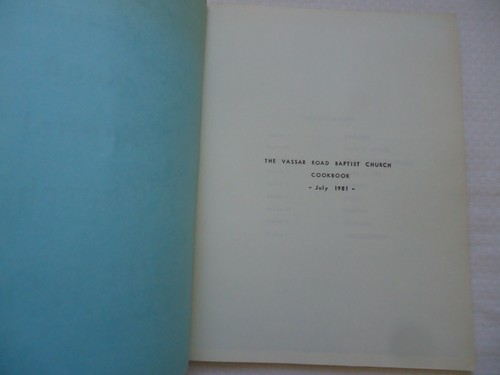 THE VASSAR ROAD BAPTIST CHURCH
COOKBOOK
- July 1981 -